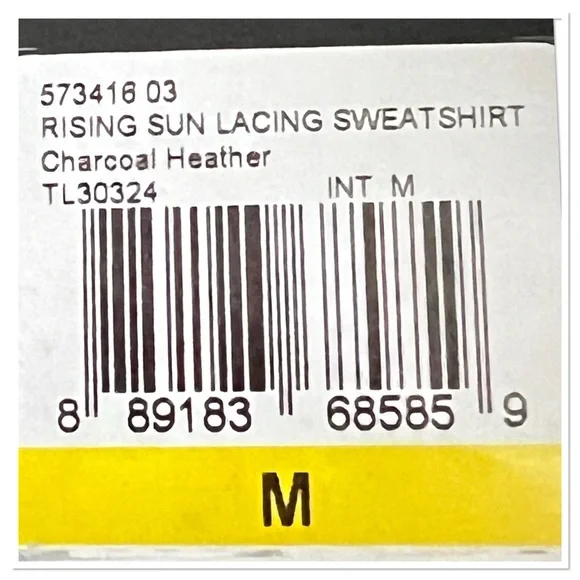 573416 03
RISING SUN LACING SWEATSHIRT
Charcoal Heather
TL30324 INT M
8 89183 68585 9
M